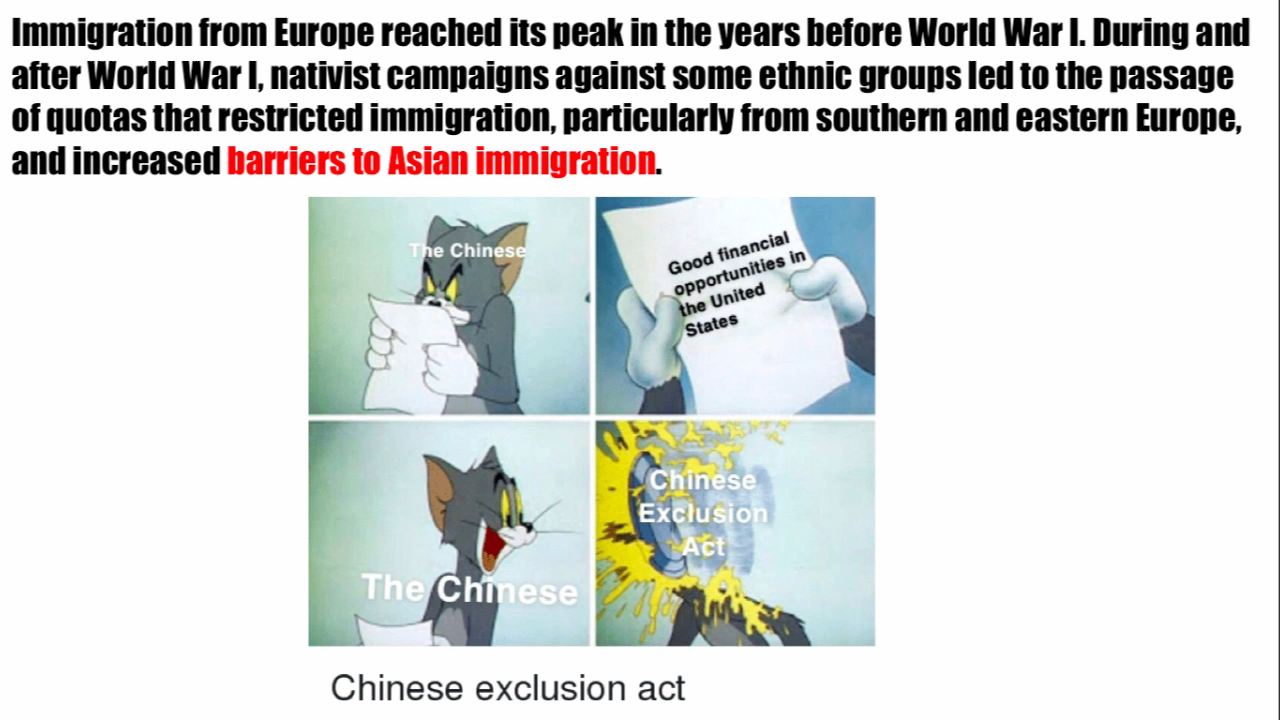 Immigration from Europe reached its peak in the years before World War I. During and
after World War I, nativist campaigns against some ethnic groups led to the passage
of quotas that restricted immigration, particularly from southern and eastern Europe,
and increased barriers to Asian immigration.
The Chinese
Good financial
opportunities in
the United
States
The Chinese
Chinese
Exclusion
Act
Chinese exclusion act